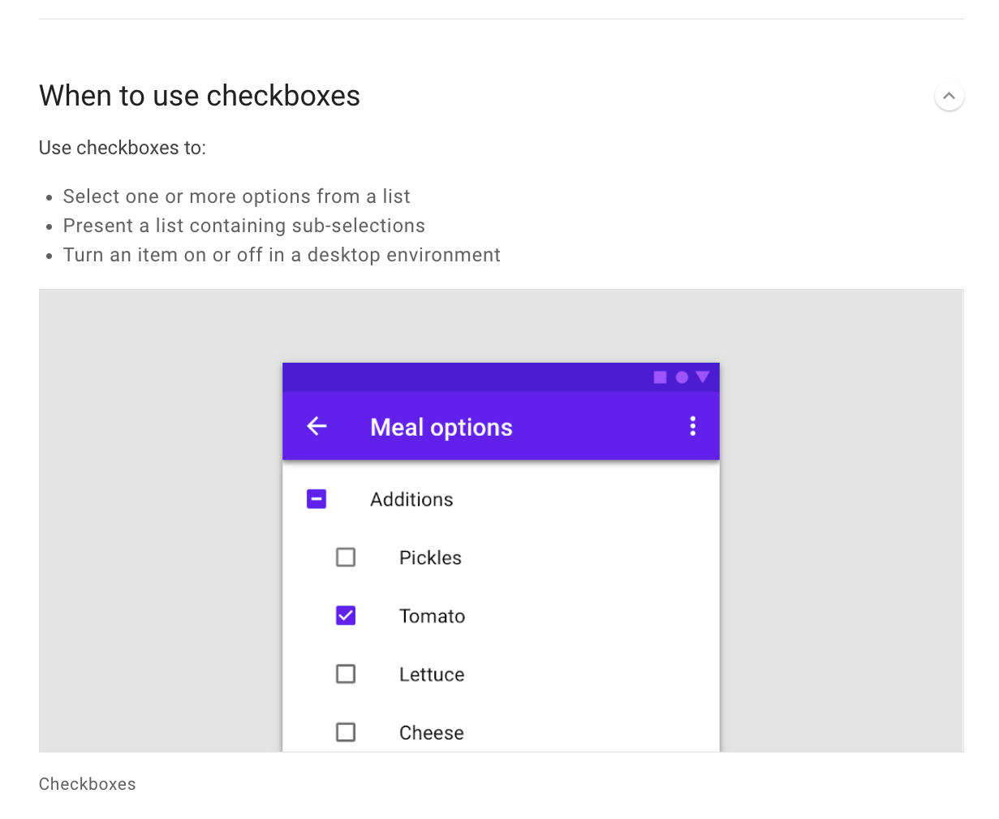 When to use checkboxes
Use checkboxes to:
• Select one or more options from a list
• Present a list containing sub-selections
• Turn an item on or off in a desktop environment
Meal options
Additions
Pickles
Tomato
Lettuce
Cheese
Checkboxes